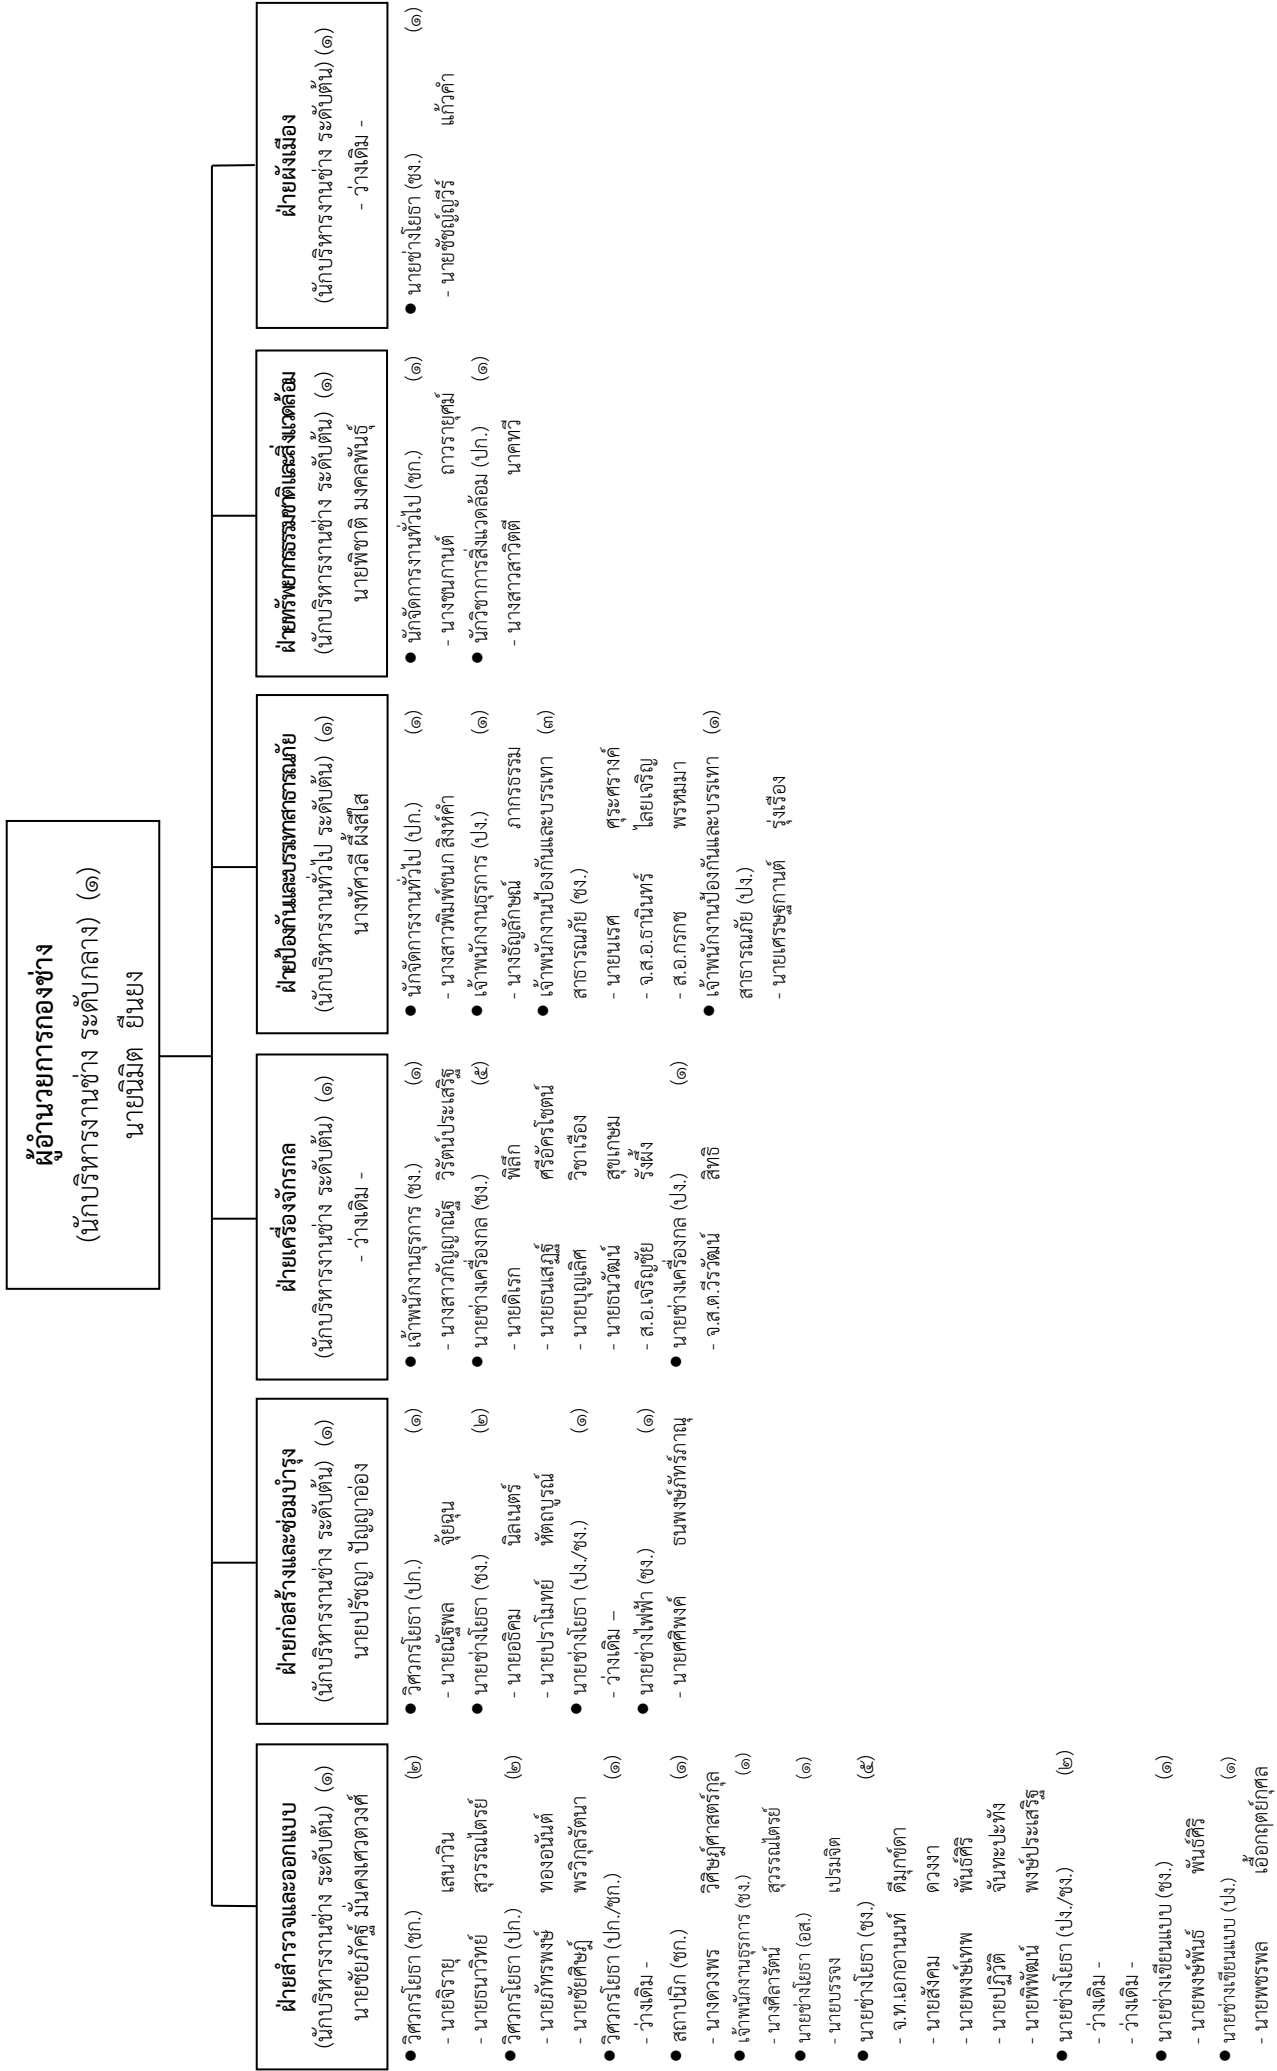 ผู้อำนวยการกองช่าง
(นักบริหารงานช่าง ระดับกลาง) (๑)
นายนิมิต ยืนยง
ฝ่ายสำรวจและออกแบบ
(นักบริหารงานช่าง ระดับต้น) (๑)
นายชัยภัคฐ์ มั่นคงเศวตวงศ์
● วิศวกรโยธา (ชก.) (๒)
- นายจิรายุ เสนาวิน
- นายธนาวิทย์ สุวรรณไตรย์
● วิศวกรโยธา (ปก.) (๒)
- นายภัทรพงษ์ ทองอนันต์
- นายชัยศิษฎ์ พรวิกุลรัตนา
● วิศวกรโยธา (ปก./ชก.) (๑)
- ว่างเดิม -
● สถาปนิก (ชก.) (๑)
- นางดวงพร วิศิษฎ์ศาสตร์กุล
● เจ้าพนักงานธุรการ (ชง.) (๑)
- นางศิลารัตน์ สุวรรณไตรย์
● นายช่างโยธา (อส.) (๑)
- นายบรรจง เปรมจิต
● นายช่างโยธา (ชง.) (๕)
- จ.ท.เอกอานนท์ ดีมุกข์ดา
- นายสังคม ดวงงา
- นายพงษ์เทพ พันธ์ศิริ
- นายปฏิวัติ จันทะปะทัง
- นายพิพัฒน์ พงษ์ประเสริฐ
● นายช่างโยธา (ปง./ชง.) (๒)
- ว่างเดิม -
- ว่างเดิม -
● นายช่างเขียนแบบ (ชง.) (๑)
- นายพงษ์พันธ์ พันธ์ศิริ
● นายช่างเขียนแบบ (ปง.) (๑)
- นายพชรพล เอื้อกฤตย์กุศล
ฝ่ายก่อสร้างและซ่อมบำรุง
(นักบริหารงานช่าง ระดับต้น) (๑)
นายปรัชญา ปัญญาอ่อง
● วิศวกรโยธา (ปก.) (๑)
- นายณัฐพล จุ้ยฉุน
● นายช่างโยธา (ชง.) (๒)
- นายอธิคม นิลเนตร์
- นายปราโมทย์ หัตถบูรณ์
● นายช่างโยธา (ปง./ชง.) (๑)
- ว่างเดิม –
● นายช่างไฟฟ้า (ชง.) (๑)
- นายศศิพงศ์ ธนพงษ์ภัทร์ภาณุ
ฝ่ายเครื่องจักรกล
(นักบริหารงานช่าง ระดับต้น) (๑)
- ว่างเดิม -
● เจ้าพนักงานธุรการ (ชง.) (๑)
- นางสาวกัญญาณัฐ วิรัตน์ประเสริฐ
● นายช่างเครื่องกล (ชง.) (๕)
- นายดิเรก พิลึก
- นายธนเสฏฐ์ ศรีอัครโชตน์
- นายบุญเลิศ วิชาเรือง
- นายธนวัฒน์ สุขเกษม
- ส.อ.เจริญชัย รังผึ้ง
● นายช่างเครื่องกล (ปง.) (๑)
- จ.ส.ต.วีรวัฒน์ สิทธิ
ฝ่ายป้องกันและบรรเทาสาธารณภัย
(นักบริหารงานทั่วไป ระดับต้น) (๑)
นางทัศวลี ผึ้งสีใส
● นักจัดการงานทั่วไป (ปก.) (๑)
- นางสาวพิมพ์ชนก สิงห์คำ
● เจ้าพนักงานธุรการ (ปง.) (๑)
- นางธัญลักษณ์ ภากรธรรม
● เจ้าพนักงานป้องกันและบรรเทา (๓)
สาธารณภัย (ชง.)
- นายนเรศ ศุระศรางค์
- จ.ส.อ.ธานินทร์ ไลยเจริญ
- ส.อ.กรกช พรหมมา
● เจ้าพนักงานป้องกันและบรรเทา (๑)
สาธารณภัย (ปง.)
- นายเศรษฐกานต์ รุ่งเรือง
ฝ่ายทรัพยากรธรรมชาติและสิ่งแวดล้อม
(นักบริหารงานช่าง ระดับต้น) (๑)
นายพิชาติ มงคลพันธุ์
● นักจัดการงานทั่วไป (ชก.) (๑)
- นางชนกานต์ ถาวรายุศม์
● นักวิชาการสิ่งแวดล้อม (ปก.) (๑)
- นางสาวสาวิตตี นาคทวี
ฝ่ายผังเมือง
(นักบริหารงานช่าง ระดับต้น) (๑)
- ว่างเดิม -
● นายช่างโยธา (ชง.) (๑)
- นายชัชญ์ญวีร์ แก้วคำ